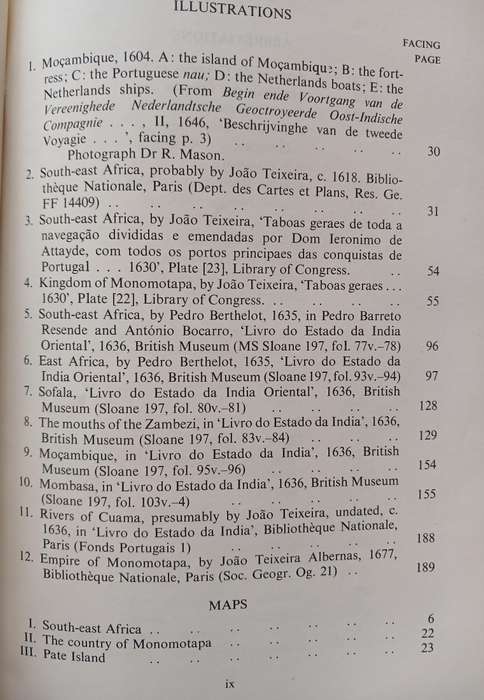 ILLUSTRATIONS
FACING
PAGE
1. Moçambique, 1604. A: the island of Moçambique; B: the fort-
ress; C: the Portuguese nau; D: the Netherlands boats; E: the
Netherlands ships. (From Begin ende Voortgang van de
Vereenighede Nederlandtsche Geoctroyeerde Oost-Indische
Compagnie . . . , II, 1646, ‘Beschrijvinghe van de tweede
Voyagie . . . ’, facing p. 3) .. .. .. .. ..
Photograph Dr R. Mason. 30
2. South-east Africa, probably by João Teixeira, c. 1618. Biblio-
thèque Nationale, Paris (Dept. des Cartes et Plans, Res. Ge.
FF 14409) .. .. .. .. .. .. .. .. 31
3. South-east Africa, by João Teixeira, ‘Taboas geraes de toda a
navegação divididas e emendadas por Dom Ieronimo de
Attayde, com todos os portos principaes das conquistas de
Portugal . . . 1630’, Plate [23], Library of Congress. .. 54
4. Kingdom of Monomotapa, by João Teixeira, ‘Taboas geraes . . .
1630’, Plate [22], Library of Congress. .. .. .. .. 55
5. South-east Africa, by Pedro Berthelot, 1635, in Pedro Barreto
Resende and António Bocarro, ‘Livro do Estado da India
Oriental’, 1636, British Museum (MS Sloane 197, fol. 77v.–78) 96
6. East Africa, by Pedro Berthelot, 1635, ‘Livro do Estado da
India Oriental’, 1636, British Museum (Sloane 197, fol. 93v.–94) 97
7. Sofala, ‘Livro do Estado da India Oriental’, 1636, British
Museum (Sloane 197, fol. 80v.–81) .. .. .. .. 128
8. The mouths of the Zambezi, in ‘Livro do Estado da India’, 1636,
British Museum (Sloane 197, fol. 83v.–84) .. .. .. 129
9. Moçambique, in ‘Livro do Estado da India’, 1636, British
Museum (Sloane 197, fol. 95v.–96) .. .. .. .. 154
10. Mombasa, in ‘Livro do Estado da India’, 1636, British Museum
(Sloane 197, fol. 103v.–4) .. .. .. .. .. 155
11. Rivers of Cuama, presumably by João Teixeira, undated, c.
1636, in ‘Livro do Estado da India’, Bibliothèque Nationale,
Paris (Fonds Portugais 1) .. .. .. .. .. 188
12. Empire of Monomotapa, by João Teixeira Albernas, 1677,
Bibliothèque Nationale, Paris (Soc. Geogr. Og. 21) .. 189
MAPS
I. South-east Africa .. .. .. .. .. .. .. 6
II. The country of Monomotapa .. .. .. .. .. 22
III. Pate Island .. .. .. .. .. .. .. 23
ix